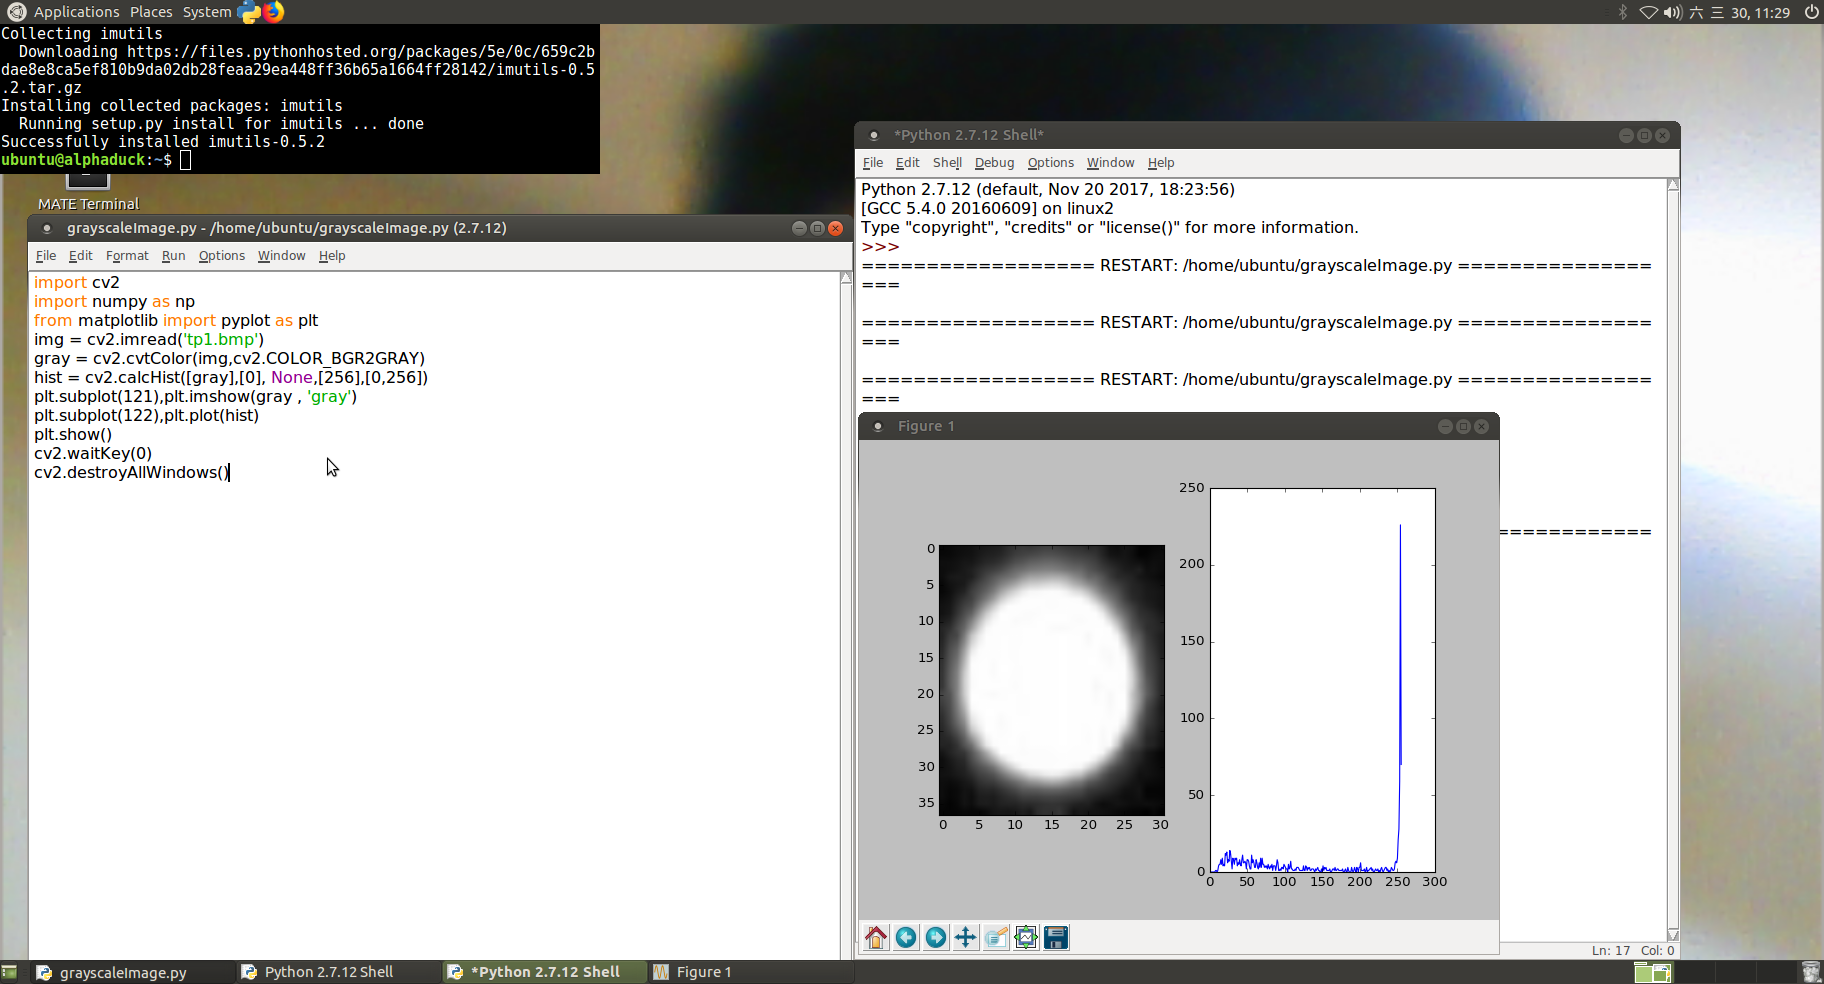 Applications Places System
六 三 30, 11:29
Collecting imutils
Downloading https://files.pythonhosted.org/packages/5e/0c/659c2b
dae8e8ca5ef810b9da02db28feaa29ea448ff36b65a1664ff28142/imutils-0.5
.2.tar.gz
Installing collected packages: imutils
Running setup.py install for imutils ... done
Successfully installed imutils-0.5.2
ubuntu@alphaduck:~$
MATE Terminal
grayscaleImage.py - /home/ubuntu/grayscaleImage.py (2.7.12)
File Edit Format Run Options Window Help
import cv2
import numpy as np
from matplotlib import pyplot as plt
img = cv2.imread('tp1.bmp')
gray = cv2.cvtColor(img,cv2.COLOR_BGR2GRAY)
hist = cv2.calcHist([gray],[0], None,[256],[0,256])
plt.subplot(121),plt.imshow(gray , 'gray')
plt.subplot(122),plt.plot(hist)
plt.show()
cv2.waitKey(0)
cv2.destroyAllWindows()
*Python 2.7.12 Shell*
File Edit Shell Debug Options Window Help
Python 2.7.12 (default, Nov 20 2017, 18:23:56)
[GCC 5.4.0 20160609] on linux2
Type "copyright", "credits" or "license()" for more information.
>>>
================== RESTART: /home/ubuntu/grayscaleImage.py ===============
===
================== RESTART: /home/ubuntu/grayscaleImage.py ===============
===
================== RESTART: /home/ubuntu/grayscaleImage.py ===============
===
============
Figure 1
0
5
10
15
20
25
30
35
0 5 10 15 20 25 30
250
200
150
100
50
0
0 50 100 150 200 250 300
Ln: 17 Col: 0
grayscaleImage.py
Python 2.7.12 Shell
*Python 2.7.12 Shell
Figure 1